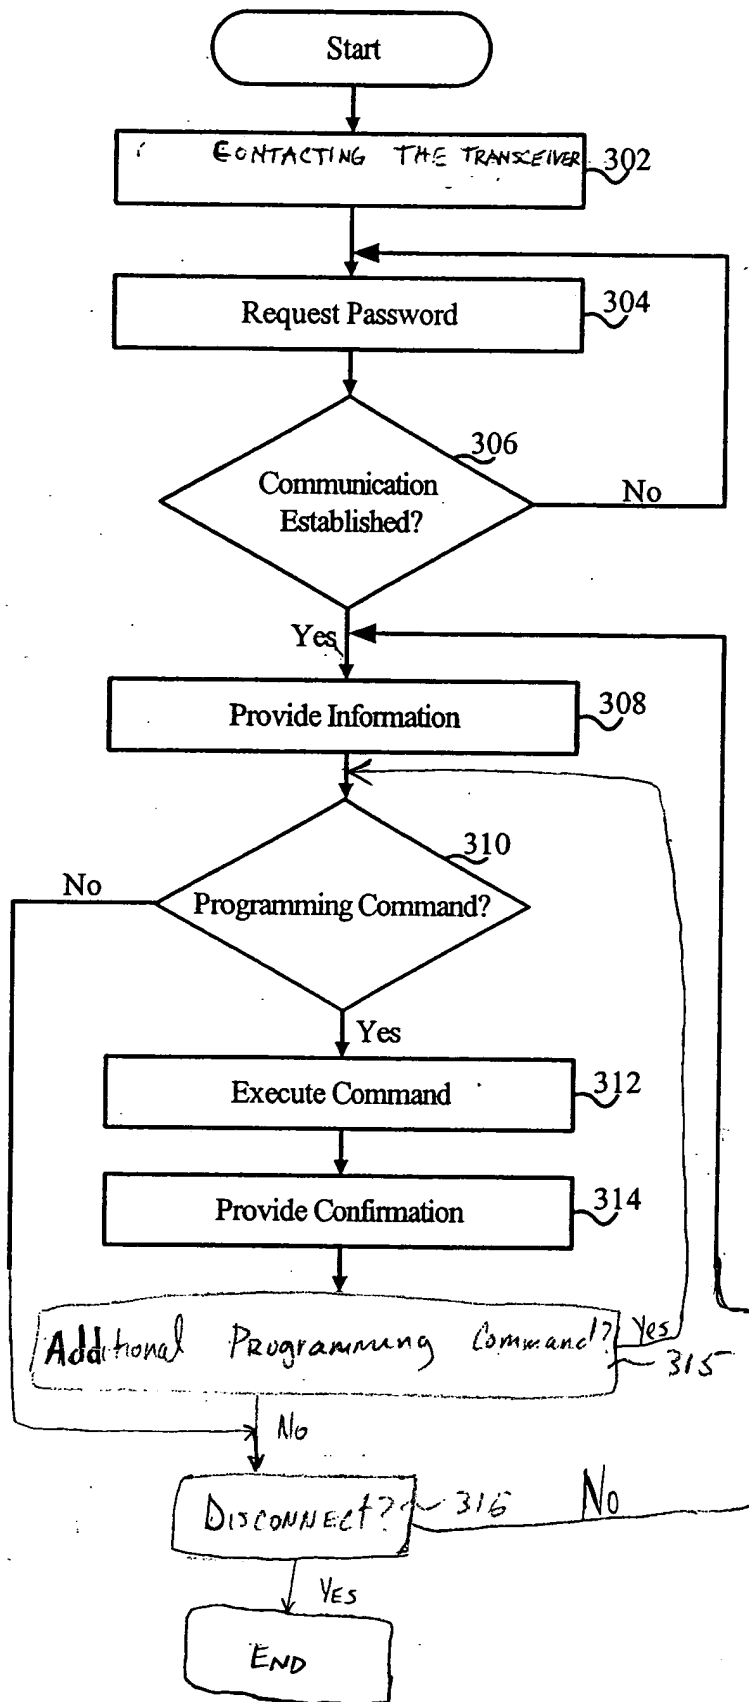 Start
CONTACTING THE TRANSCEIVER
302
Request Password
304
306
Communication
Established?
No
Yes
Provide Information
308
310
No
Programming Command?
Yes
Execute Command
312
Provide Confirmation
314
Additional Programming Command?
Yes
315
No
DISCONNECT?
316
No
YES
END